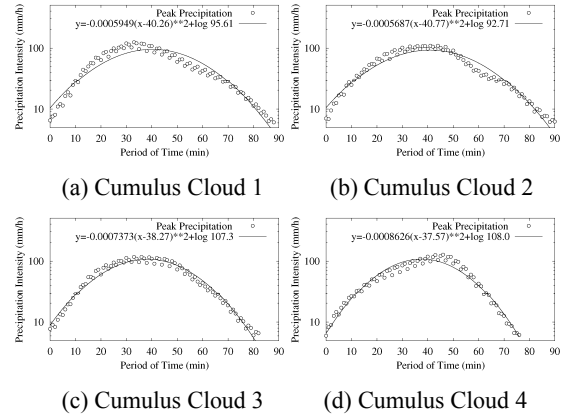 Peak Precipitation
y=-0.0005949(x-40.26)**2+log 95.61
Precipitation Intensity (mm/h)
100
10
0 10 20 30 40 50 60 70 80 90
Period of Time (min)
(a) Cumulus Cloud 1
Peak Precipitation
y=-0.0005687(x-40.77)**2+log 92.71
Precipitation Intensity (mm/h)
100
10
0 10 20 30 40 50 60 70 80 90
Period of Time (min)
(b) Cumulus Cloud 2
Peak Precipitation
y=-0.0007373(x-38.27)**2+log 107.3
Precipitation Intensity (mm/h)
100
10
0 10 20 30 40 50 60 70 80 90
Period of Time (min)
(c) Cumulus Cloud 3
Peak Precipitation
y=-0.0008626(x-37.57)**2+log 108.0
Precipitation Intensity (mm/h)
100
10
0 10 20 30 40 50 60 70 80 90
Period of Time (min)
(d) Cumulus Cloud 4